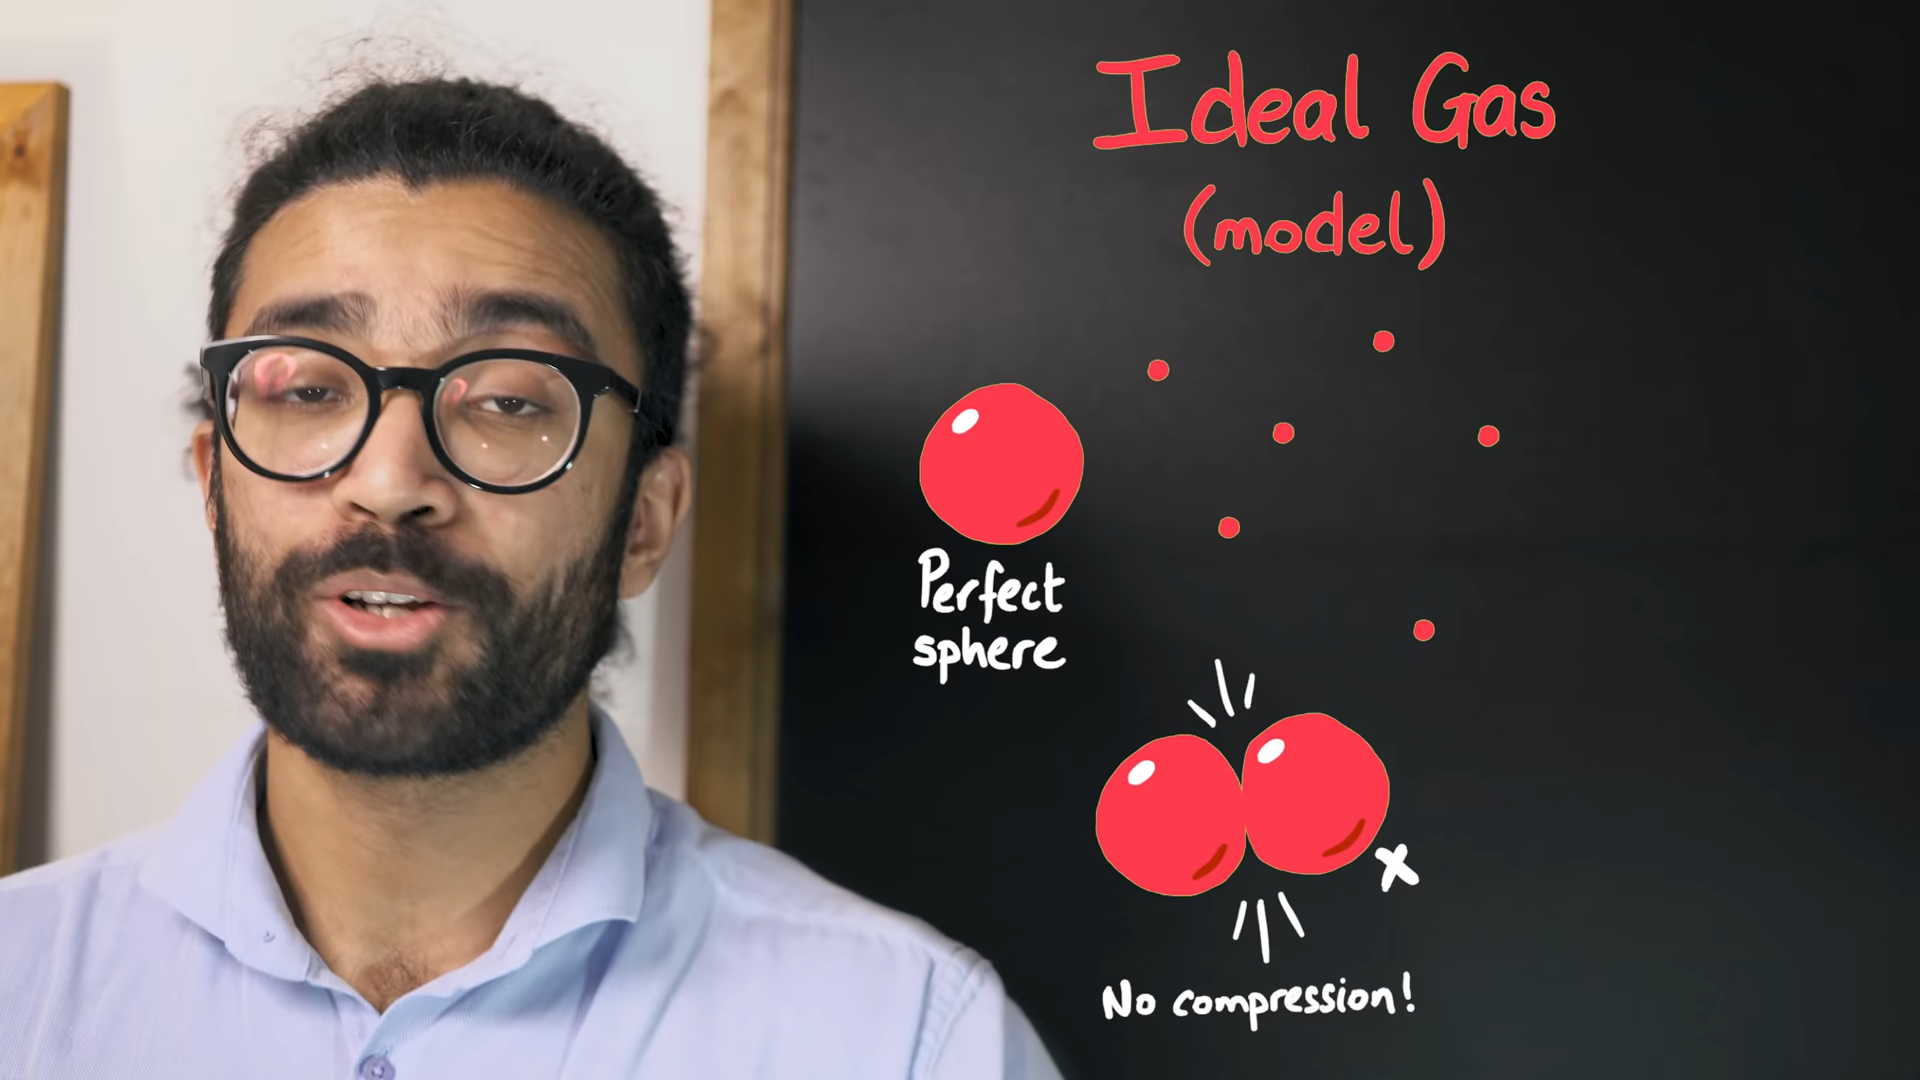 Ideal Gas
(model)
Perfect
sphere
No compression!